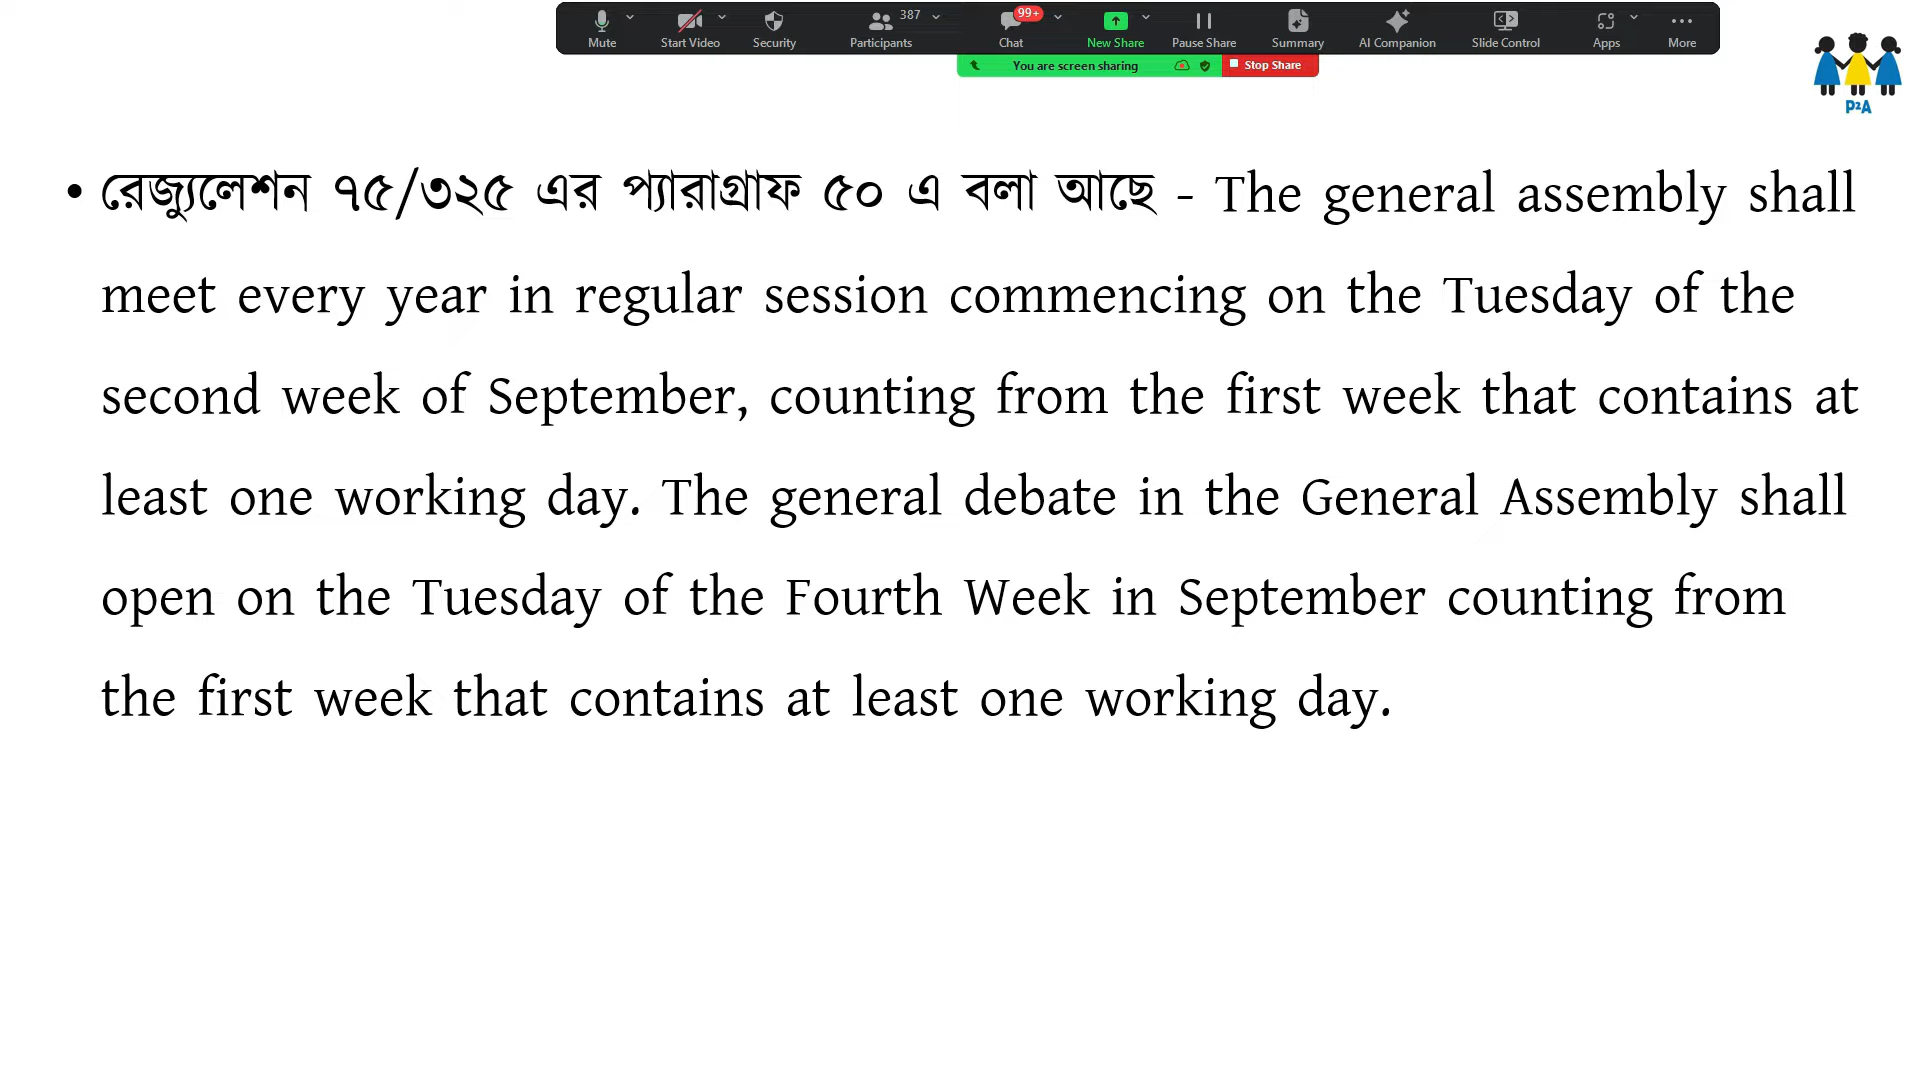 Mute
Start Video
Security
Participants
387
Chat
99+
New Share
Pause Share
Summary
AI Companion
Slide Control
Apps
More
You are screen sharing
Stop Share
P²A
• রেজ্যুলেশন ৭৫/৩২৫ এর প্যারাগ্রাফ ৫০ এ বলা আছে - The general assembly shall
meet every year in regular session commencing on the Tuesday of the
second week of September, counting from the first week that contains at
least one working day. The general debate in the General Assembly shall
open on the Tuesday of the Fourth Week in September counting from
the first week that contains at least one working day.